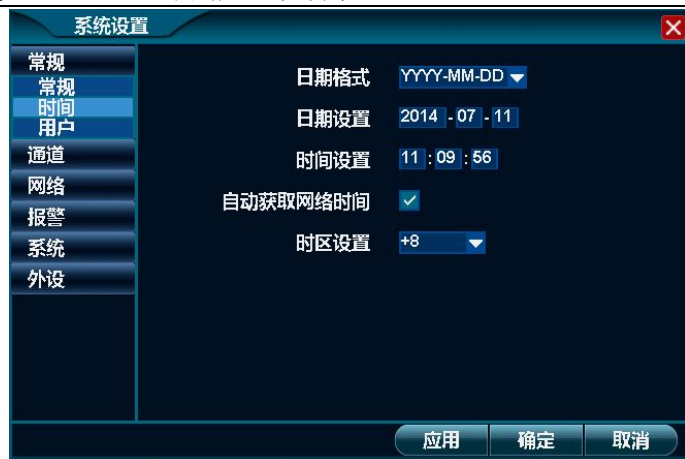 系统设置
常规
常规
时间
用户
通道
网络
报警
系统
外设
日期格式 YYYY-MM-DD
日期设置 2014 - 07 - 11
时间设置 11 : 09 : 56
自动获取网络时间
时区设置 +8
应用 确定 取消